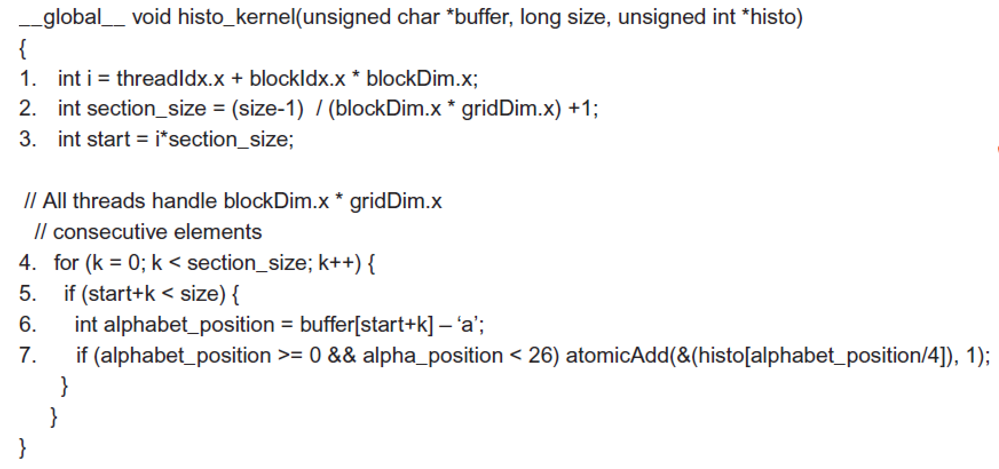 __global__ void histo_kernel(unsigned char *buffer, long size, unsigned int *histo)
{
1. int i = threadIdx.x + blockIdx.x * blockDim.x;
2. int section_size = (size-1) / (blockDim.x * gridDim.x) +1;
3. int start = i*section_size;
// All threads handle blockDim.x * gridDim.x
// consecutive elements
4. for (k = 0; k < section_size; k++) {
5. if (start+k < size) {
6. int alphabet_position = buffer[start+k] – ‘a’;
7. if (alphabet_position >= 0 && alpha_position < 26) atomicAdd(&(histo[alphabet_position/4]), 1);
}
}
}